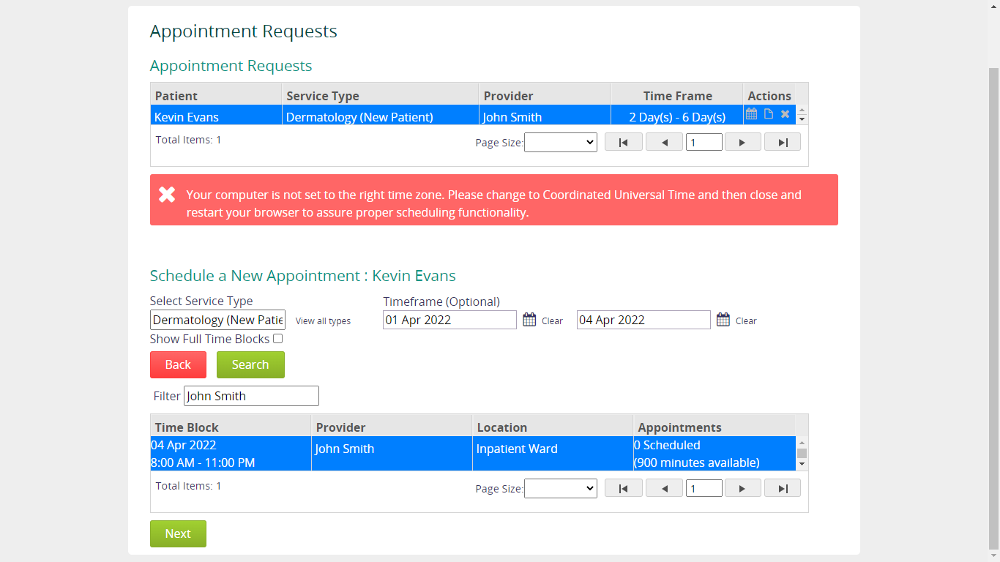 Appointment Requests
Appointment Requests
Patient Service Type Provider Time Frame Actions
Kevin Evans Dermatology (New Patient) John Smith 2 Day(s) - 6 Day(s)
Total Items: 1 Page Size: 1
Your computer is not set to the right time zone. Please change to Coordinated Universal Time and then close and
restart your browser to assure proper scheduling functionality.
Schedule a New Appointment : Kevin Evans
Select Service Type Timeframe (Optional)
Dermatology (New Patie View all types 01 Apr 2022 Clear 04 Apr 2022 Clear
Show Full Time Blocks
Back Search
Filter John Smith
Time Block Provider Location Appointments
04 Apr 2022 John Smith Inpatient Ward 0 Scheduled
8:00 AM - 11:00 PM (900 minutes available)
Total Items: 1 Page Size: 1
Next